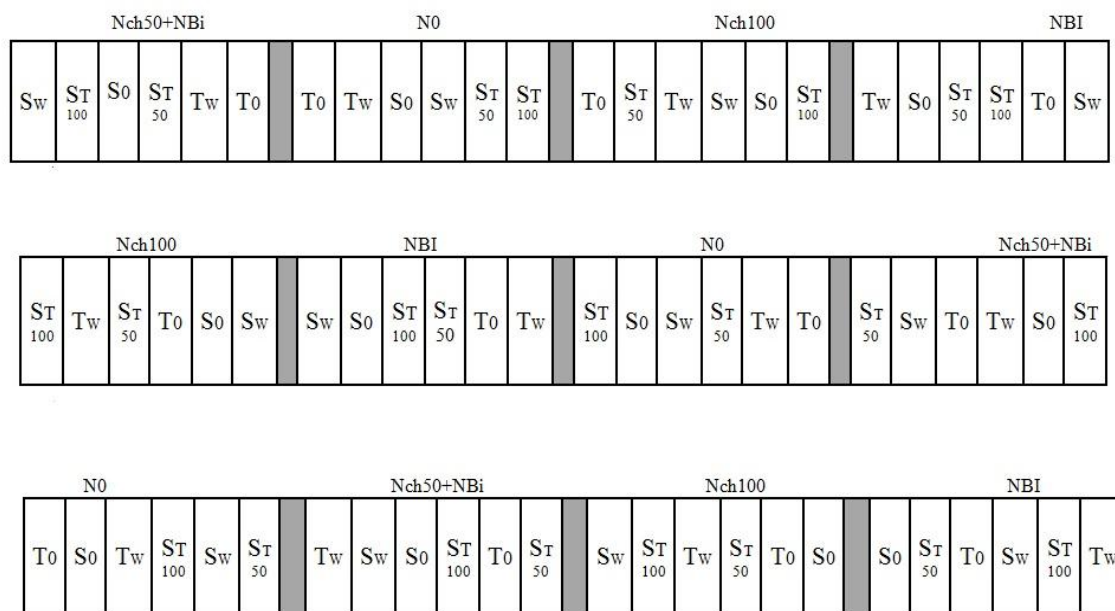 Nch50+NBi N0 Nch100 NBI
Sw ST S0 ST Tw T0 T0 Tw S0 Sw ST ST T0 ST Tw Sw S0 ST Tw S0 ST ST T0 Sw
100 50 50 100 50 100 50 100
Nch100 NBI N0 Nch50+NBi
ST Tw ST T0 S0 Sw Sw S0 ST ST T0 Tw ST S0 Sw ST Tw T0 ST Sw T0 Tw S0 ST
100 50 100 50 100 50 50 100
N0 Nch50+NBi Nch100 NBI
T0 S0 Tw ST Sw ST Tw Sw S0 ST T0 ST Sw ST Tw ST T0 S0 S0 ST T0 Sw ST Tw
100 50 100 50 100 50 50 100